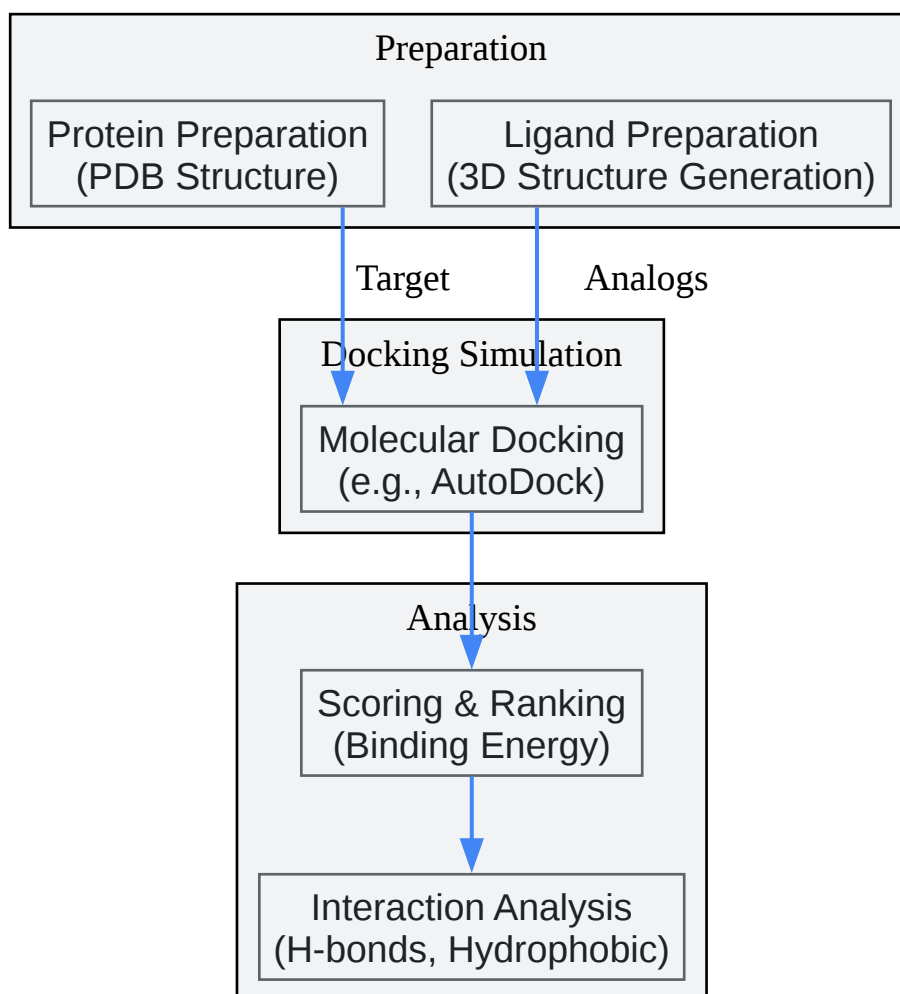 Preparation
Protein Preparation
(PDB Structure)
Ligand Preparation
(3D Structure Generation)
Target
Analogs
Docking Simulation
Molecular Docking
(e.g., AutoDock)
Analysis
Scoring & Ranking
(Binding Energy)
Interaction Analysis
(H-bonds, Hydrophobic)